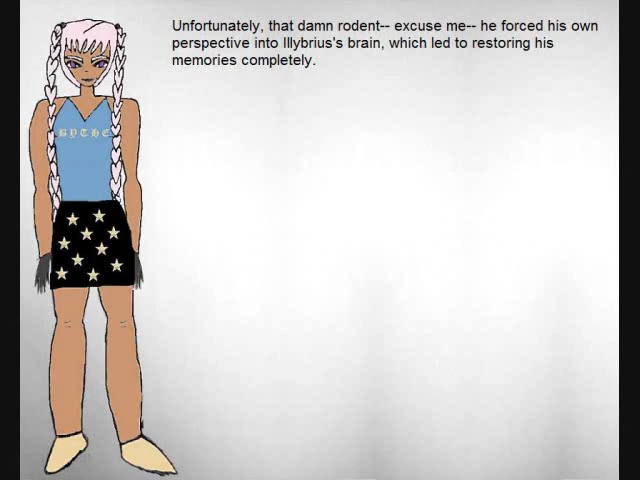 Unfortunately, that damn rodent-- excuse me-- he forced his own
perspective into Illybrius's brain, which led to restoring his
memories completely.
BYTHE